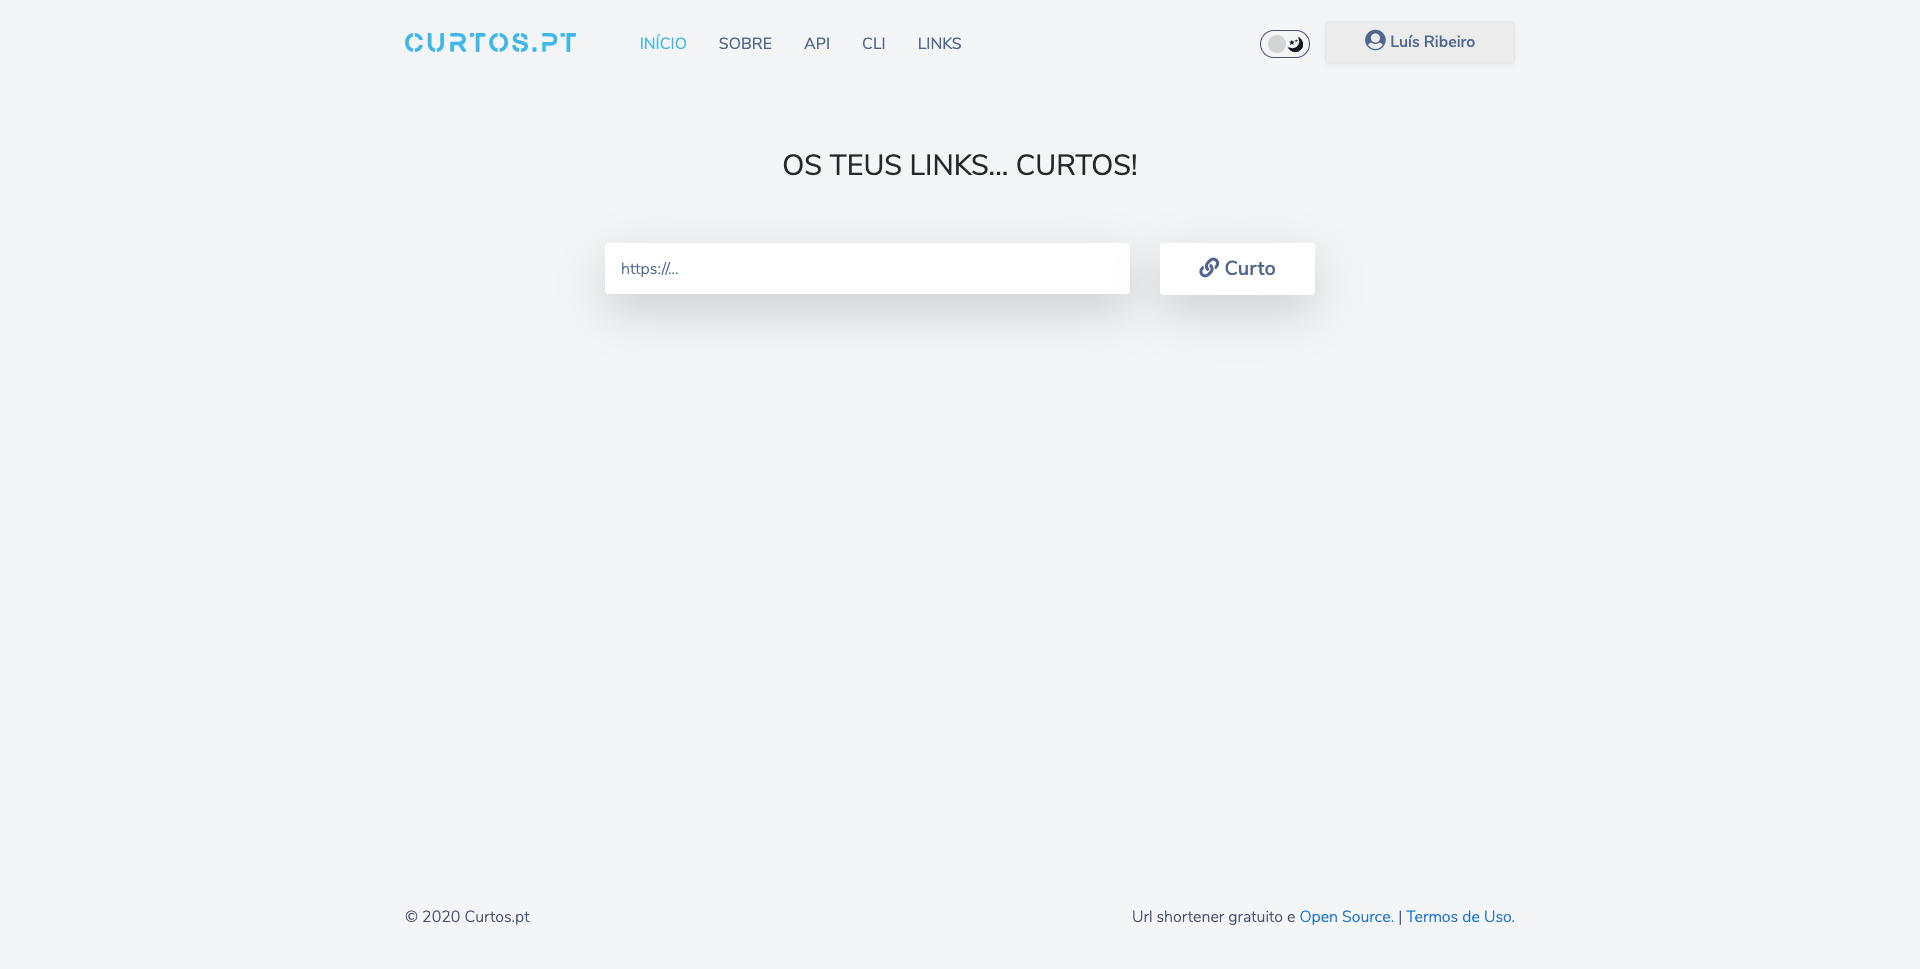 CURTOS.PT INÍCIO SOBRE API CLI LINKS Luís Ribeiro
OS TEUS LINKS... CURTOS!
https://... Curto
© 2020 Curtos.pt Url shortener gratuito e Open Source. | Termos de Uso.